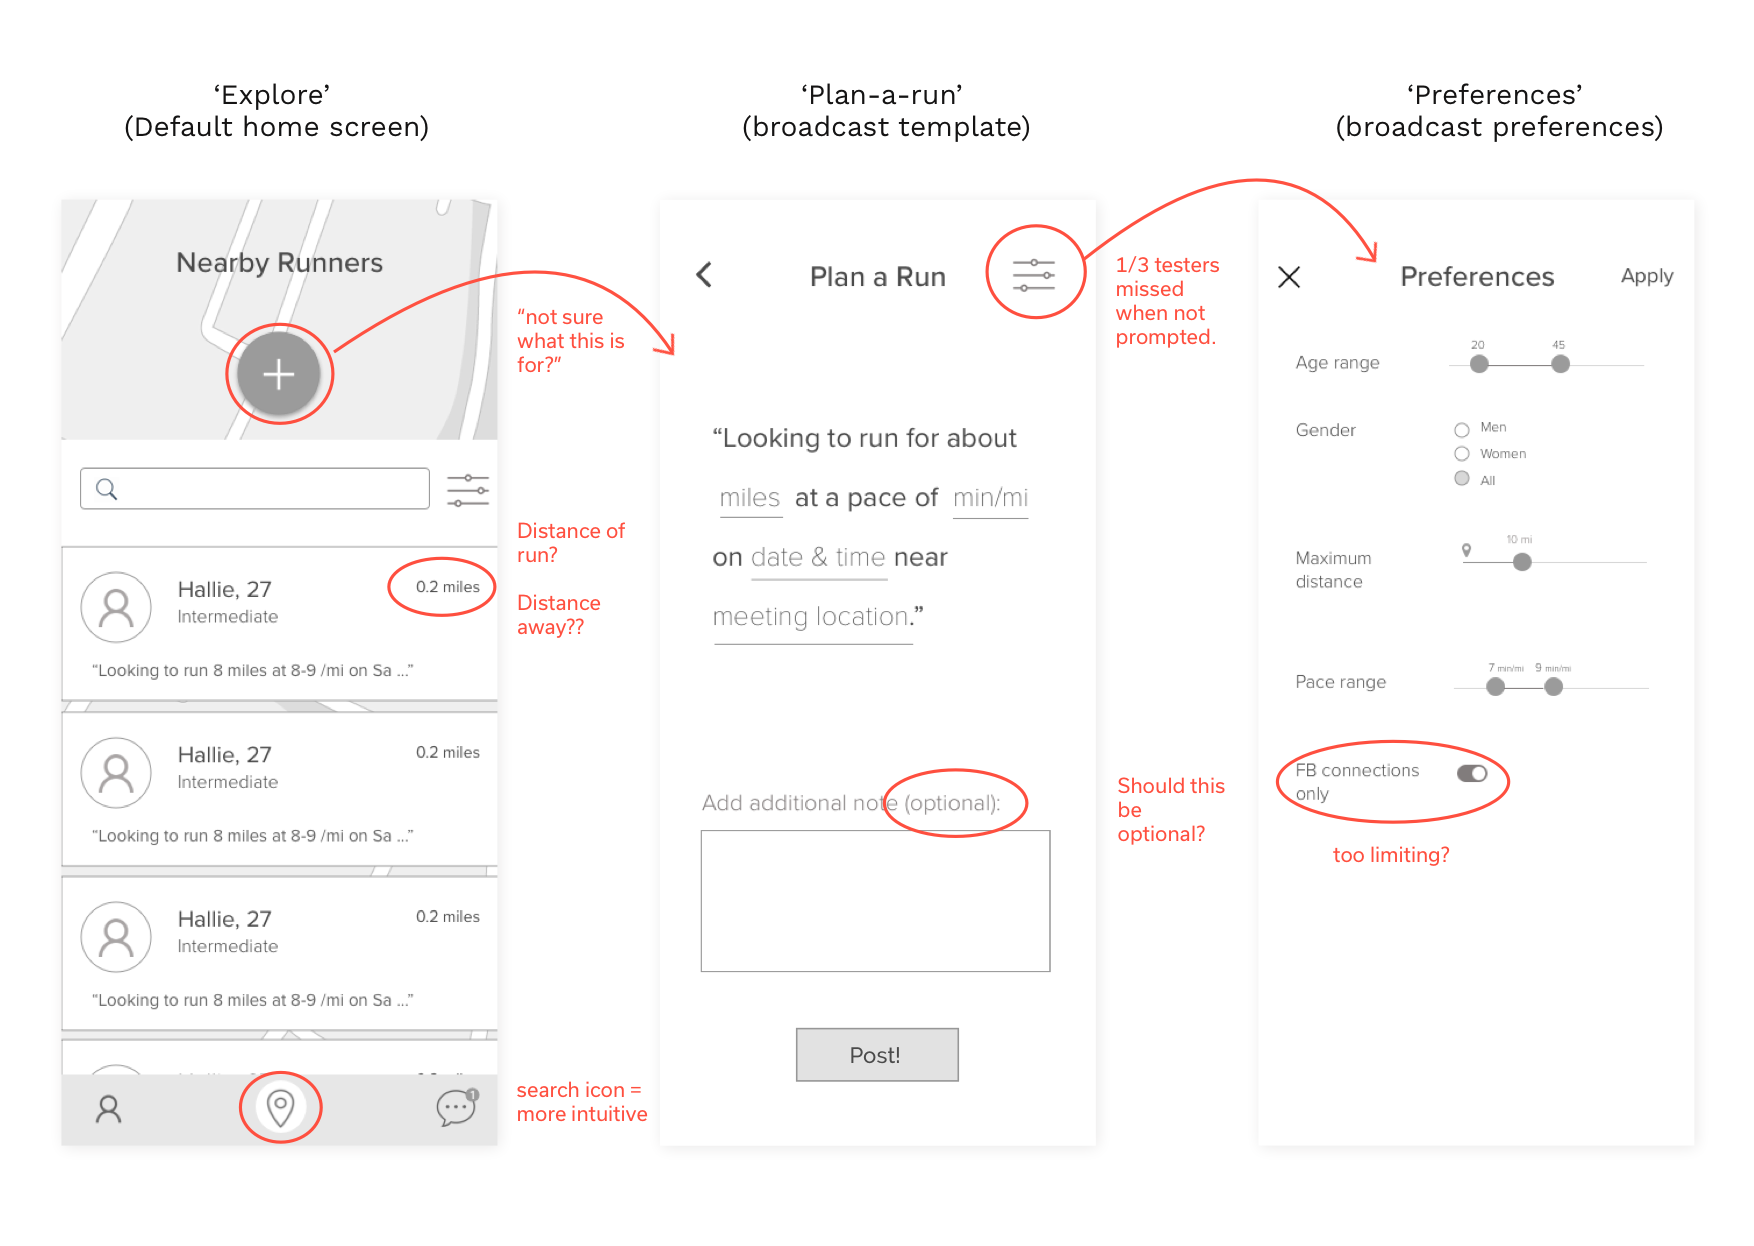 ‘Explore’
(Default home screen)
‘Plan-a-run’
(broadcast template)
‘Preferences’
(broadcast preferences)
Nearby Runners
“not sure
what this is
for?”
Distance of
run?
Distance
away??
Hallie, 27
0.2 miles
Intermediate
“Looking to run 8 miles at 8-9 /mi on Sa ...”
Hallie, 27
0.2 miles
Intermediate
“Looking to run 8 miles at 8-9 /mi on Sa ...”
Hallie, 27
0.2 miles
Intermediate
“Looking to run 8 miles at 8-9 /mi on Sa ...”
1
search icon =
more intuitive
Plan a Run
1/3 testers
missed
when not
prompted.
“Looking to run for about
miles at a pace of min/mi
on date & time near
meeting location.”
Add additional note (optional):
Should this
be
optional?
Post!
Preferences
Apply
Age range
20
45
Gender
Men
Women
All
Maximum
distance
10 mi
Pace range
7 min/mi
9 min/mi
FB connections
only
too limiting?